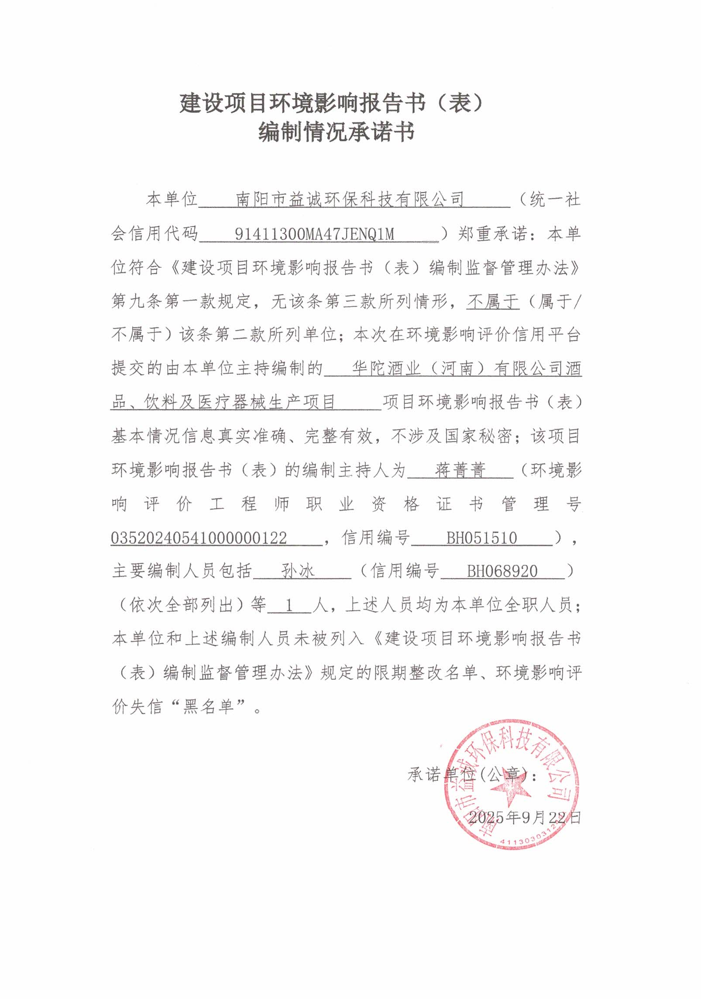 建设项目环境影响报告书（表）
编制情况承诺书
本单位 南阳市益诚环保科技有限公司 （统一社
会信用代码 91411300MA47JENQ1M ）郑重承诺：本单
位符合《建设项目环境影响报告书（表）编制监督管理办法》
第九条第一款规定，无该条第三款所列情形，不属于（属于/
不属于）该条第二款所列单位；本次在环境影响评价信用平台
提交的由本单位主持编制的 华陀酒业（河南）有限公司酒
品、饮料及医疗器械生产项目 项目环境影响报告书（表）
基本情况信息真实准确、完整有效，不涉及国家秘密；该项目
环境影响报告书（表）的编制主持人为 蒋菁菁 （环境影
响评价工程师职业资格证书管理号
03520240541000000122 ，信用编号 BH051510 ），
主要编制人员包括 孙冰 （信用编号 BH068920 ）
（依次全部列出）等 1 人，上述人员均为本单位全职人员；
本单位和上述编制人员未被列入《建设项目环境影响报告书
（表）编制监督管理办法》规定的限期整改名单、环境影响评
价失信“黑名单”。
南阳市益诚环保科技有限公司
承诺单位(公章)：
2025年9月22日